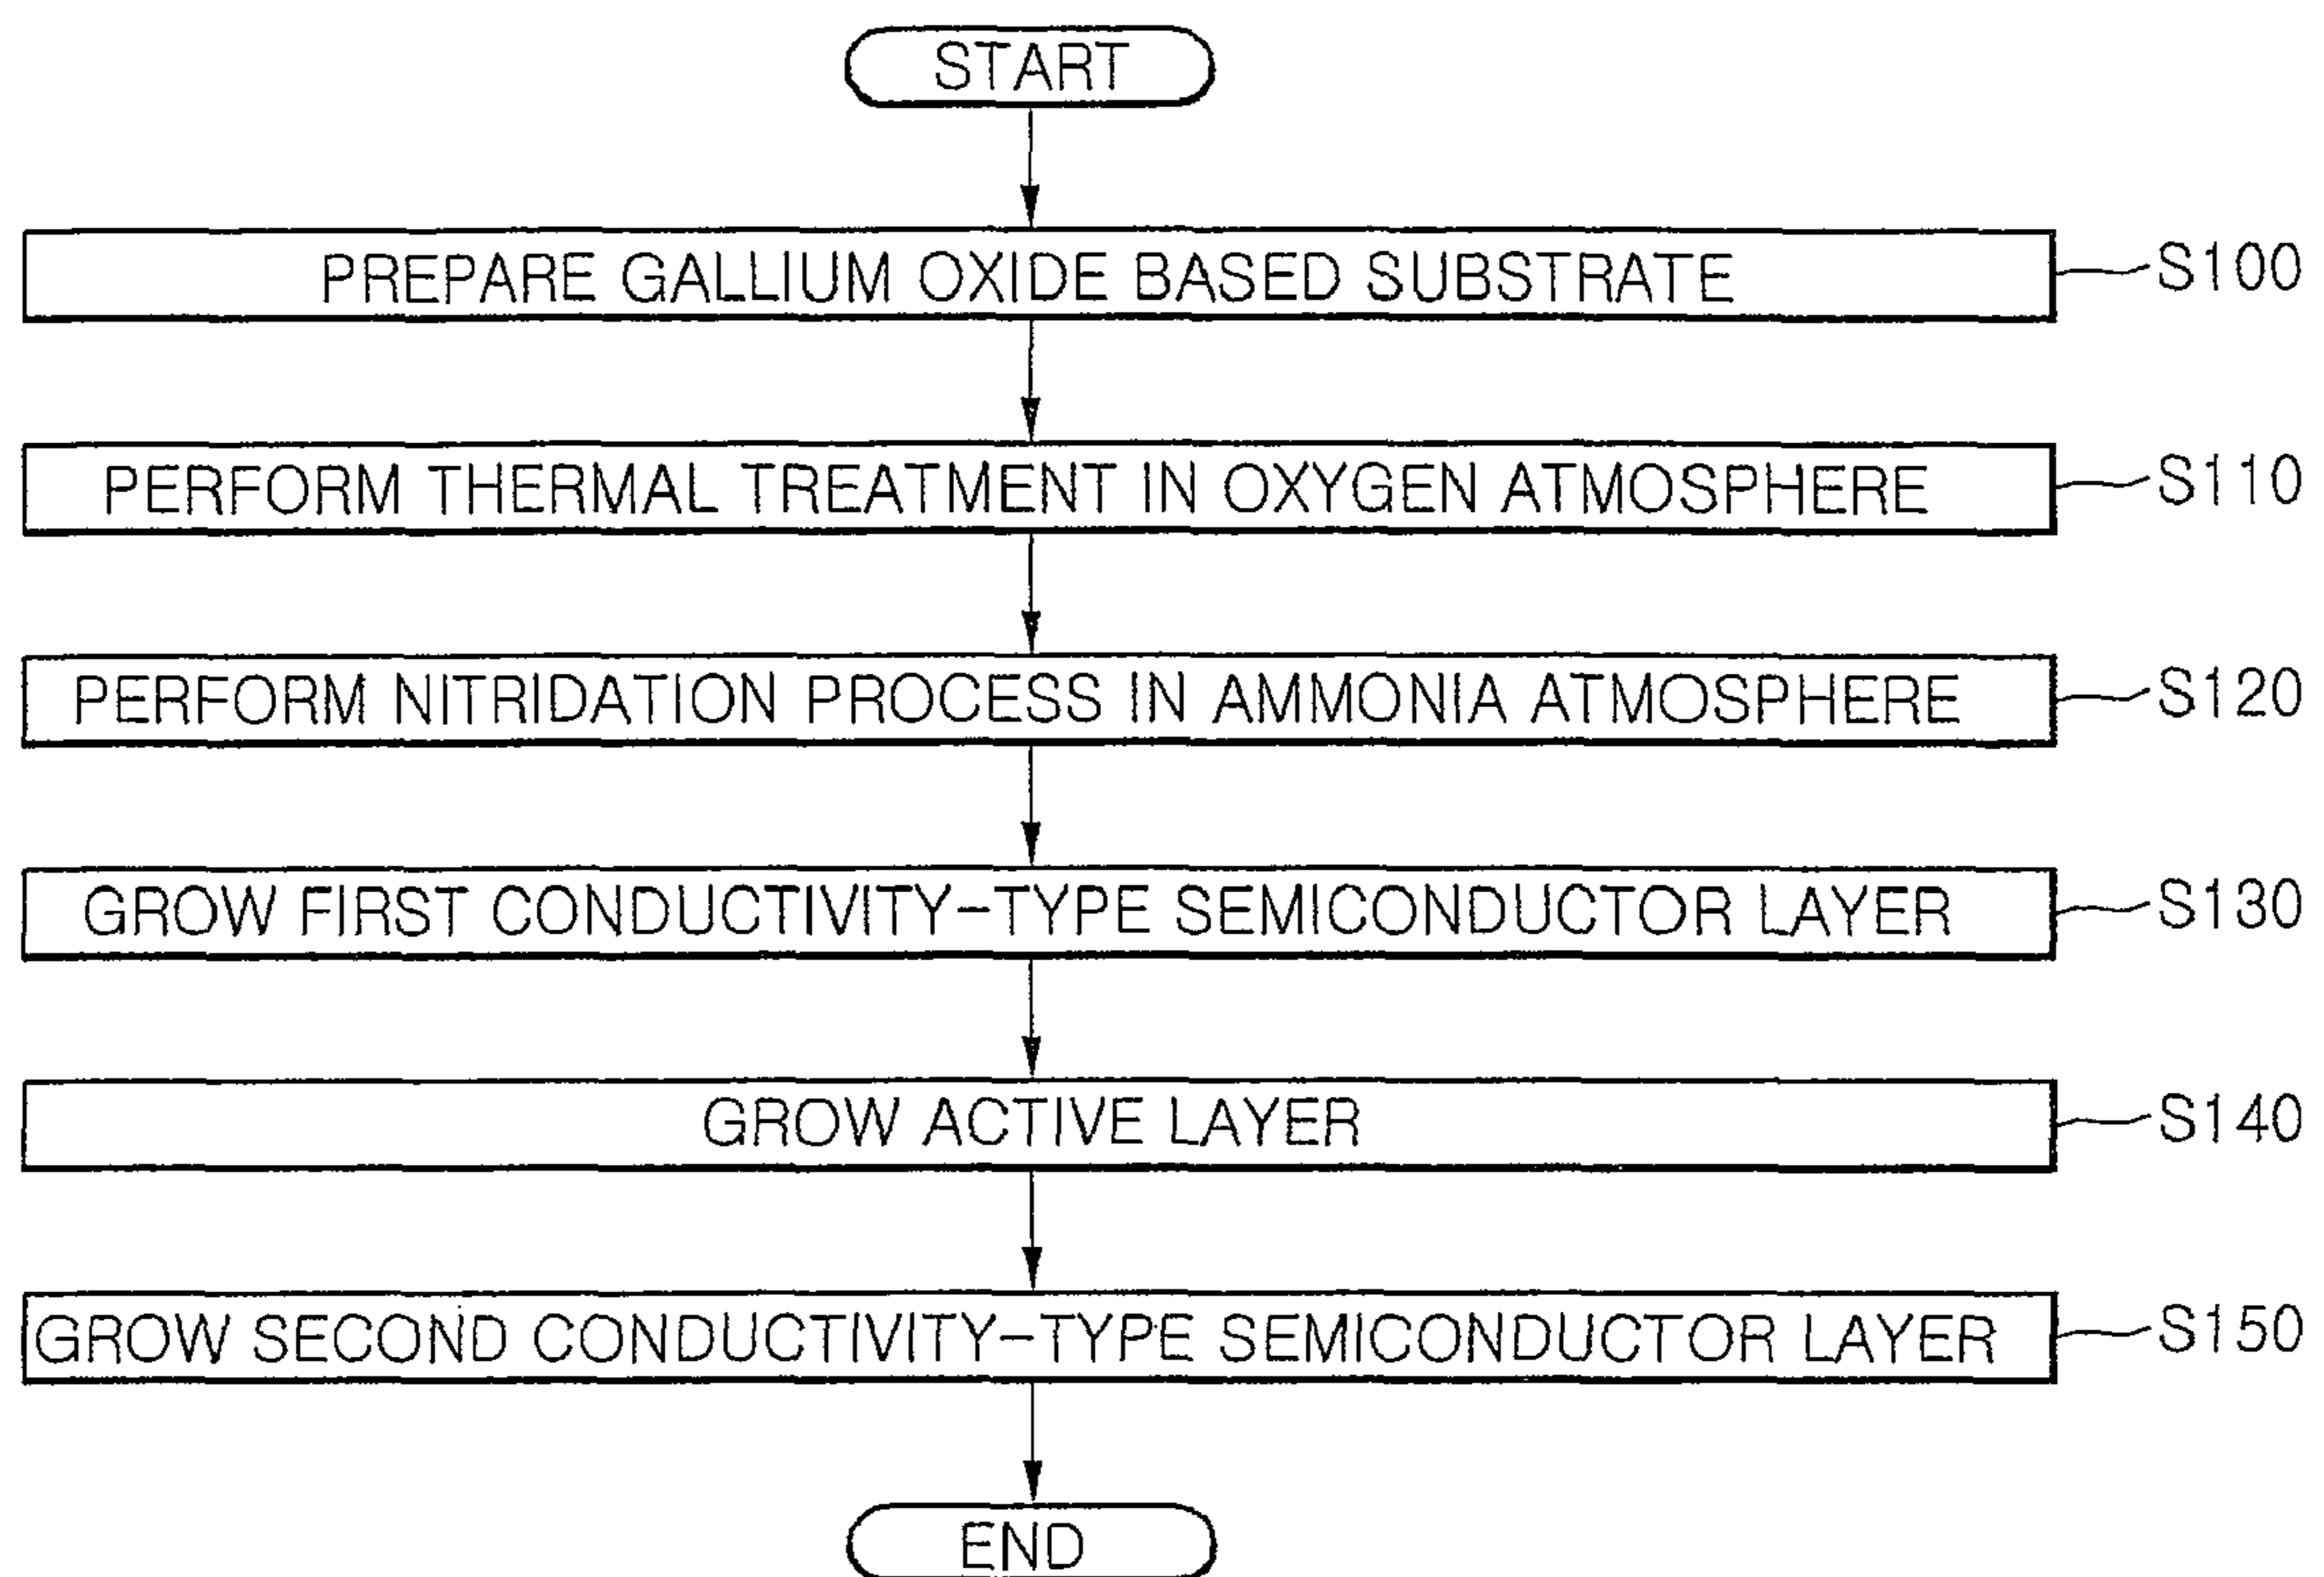 START
PREPARE GALLIUM OXIDE BASED SUBSTRATE S100
PERFORM THERMAL TREATMENT IN OXYGEN ATMOSPHERE S110
PERFORM NITRIDATION PROCESS IN AMMONIA ATMOSPHERE S120
GROW FIRST CONDUCTIVITY-TYPE SEMICONDUCTOR LAYER S130
GROW ACTIVE LAYER S140
GROW SECOND CONDUCTIVITY-TYPE SEMICONDUCTOR LAYER S150
END